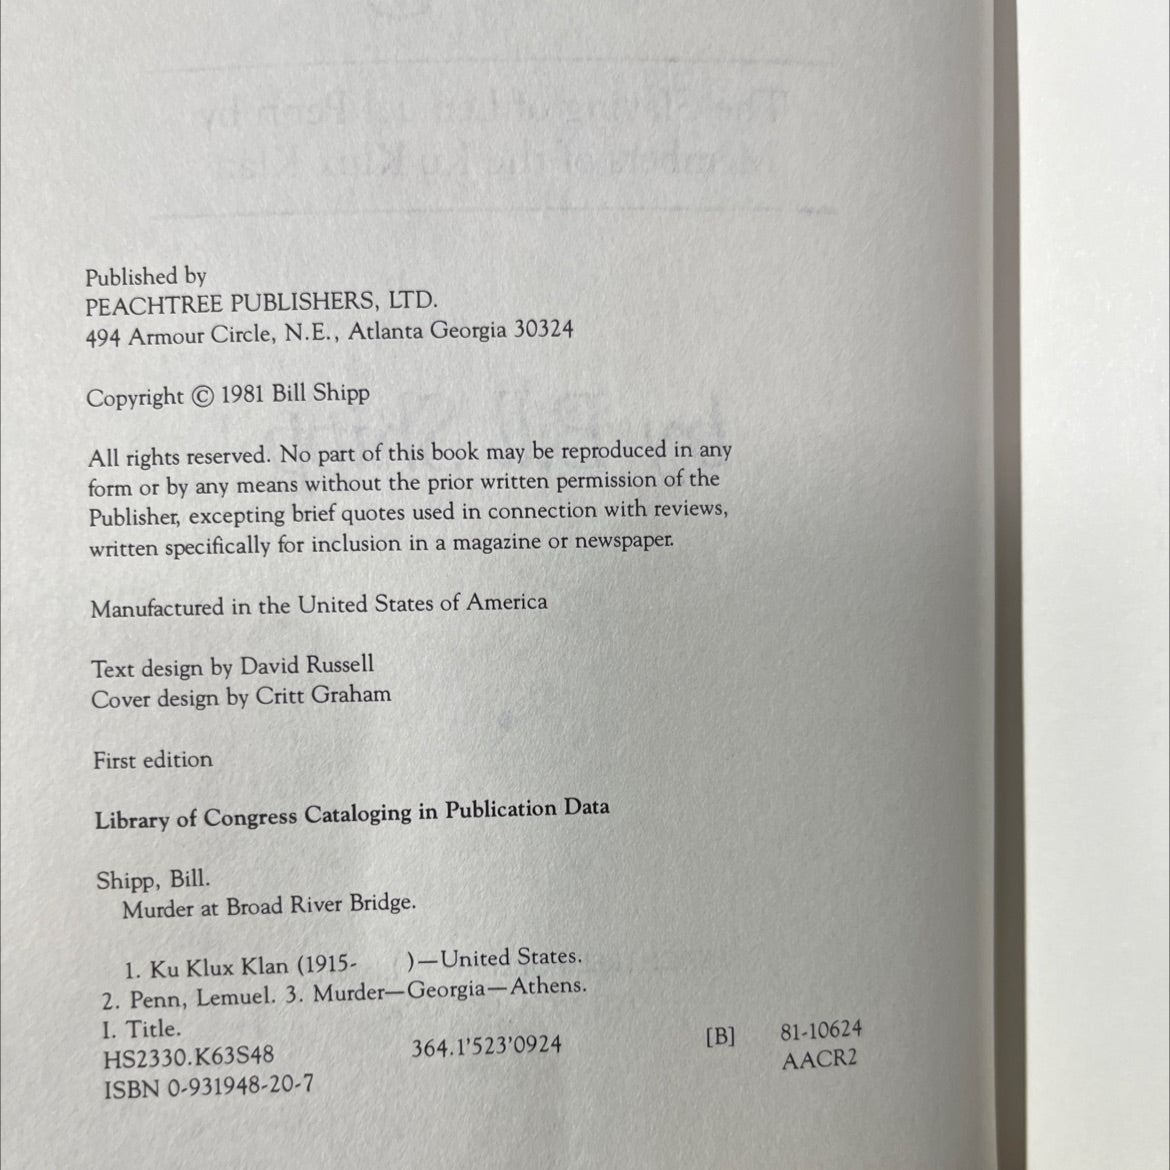 Published by
PEACHTREE PUBLISHERS, LTD.
494 Armour Circle, N.E., Atlanta Georgia 30324
Copyright © 1981 Bill Shipp
All rights reserved. No part of this book may be reproduced in any
form or by any means without the prior written permission of the
Publisher, excepting brief quotes used in connection with reviews,
written specifically for inclusion in a magazine or newspaper.
Manufactured in the United States of America
Text design by David Russell
Cover design by Critt Graham
First edition
Library of Congress Cataloging in Publication Data
Shipp, Bill.
Murder at Broad River Bridge.
1. Ku Klux Klan (1915- )—United States.
2. Penn, Lemuel. 3. Murder—Georgia—Athens.
I. Title.
HS2330.K63S48 364.1'523'0924 [B] 81-10624
ISBN 0-931948-20-7 AACR2